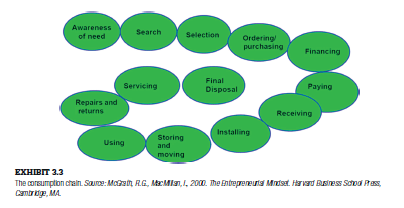 Awareness
of need
Search
Selection
Ordering/
purchasing
Financing
Paying
Receiving
Installing
Storing
and
moving
Using
Repairs and
returns
Servicing
Final
Disposal
EXHIBIT 3.3
The consumption chain. Source: McGrath, R.G., MacMillan, I., 2000. The Entrepreneurial Mindset. Harvard Business School Press,
Cambridge, MA.